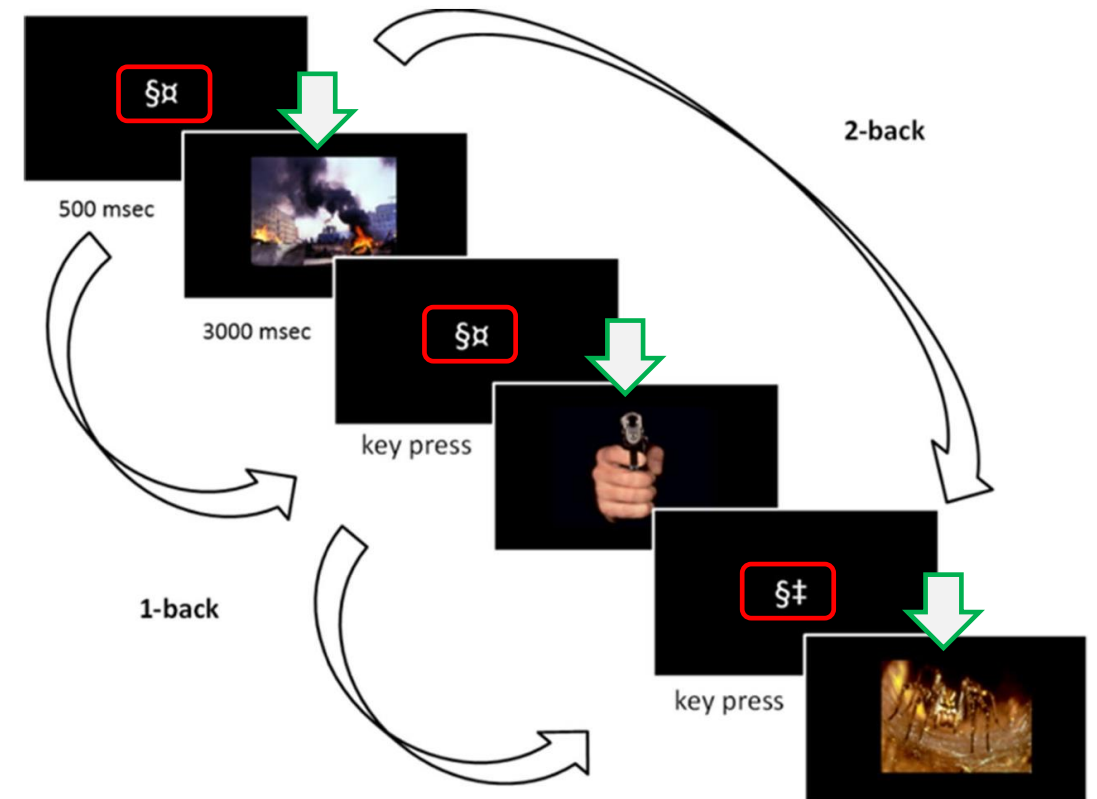 §¤
500 msec
2-back
3000 msec
§¤
key press
1-back
§‡
key press